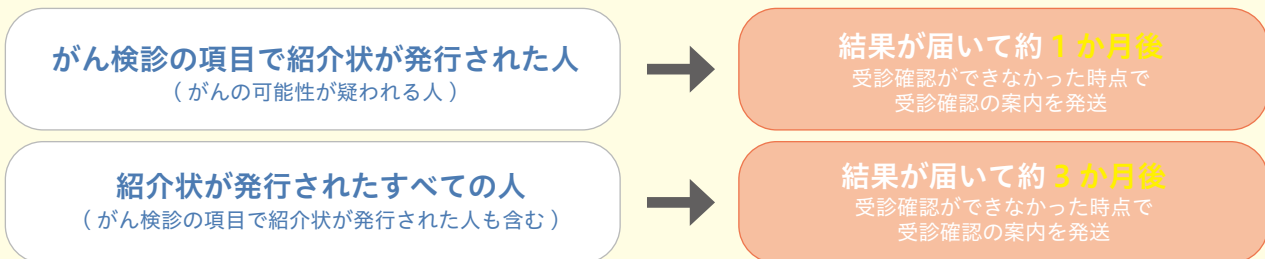 がん検診の項目で紹介状が発行された人
（がんの可能性が疑われる人）
結果が届いて約1か月後
受診確認ができなかった時点で
受診確認の案内を発送
紹介状が発行されたすべての人
（がん検診の項目で紹介状が発行された人も含む）
結果が届いて約3か月後
受診確認ができなかった時点で
受診確認の案内を発送